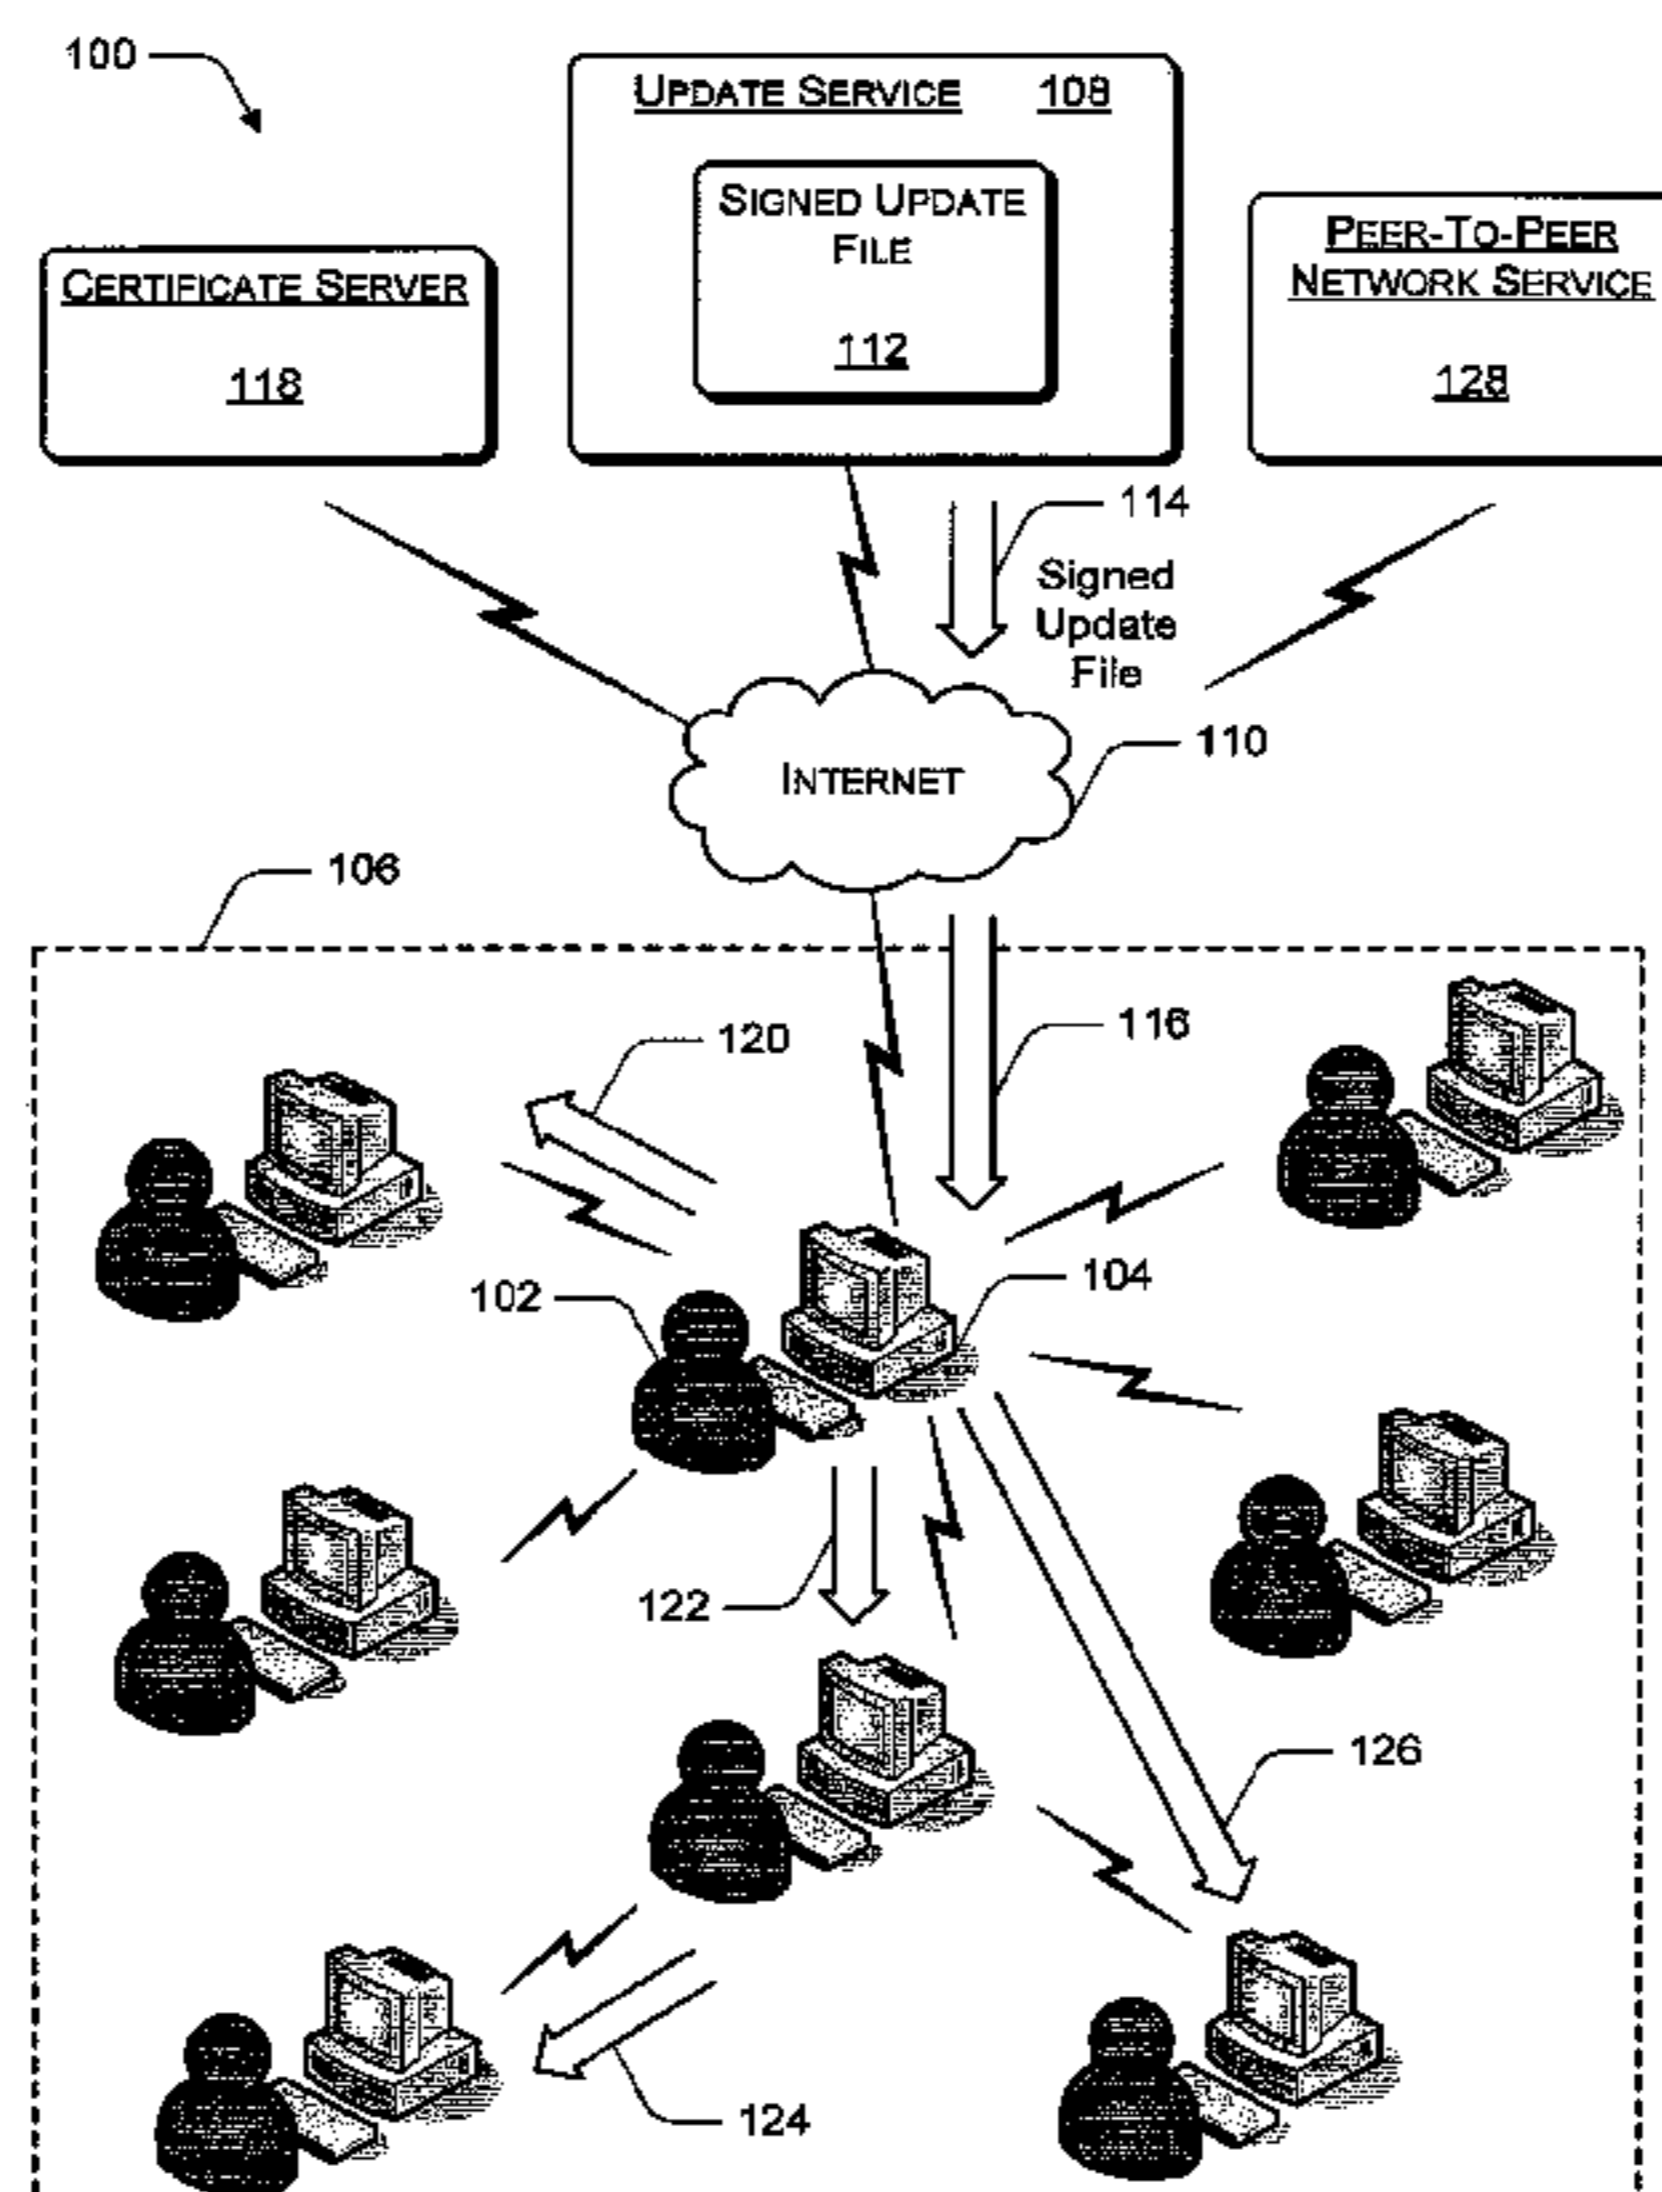 100
UPDATE SERVICE 108
SIGNED UPDATE
FILE
112
CERTIFICATE SERVER
118
PEER-TO-PEER
NETWORK SERVICE
128
114
Signed
Update
File
INTERNET
110
106
120
116
102
104
122
126
124